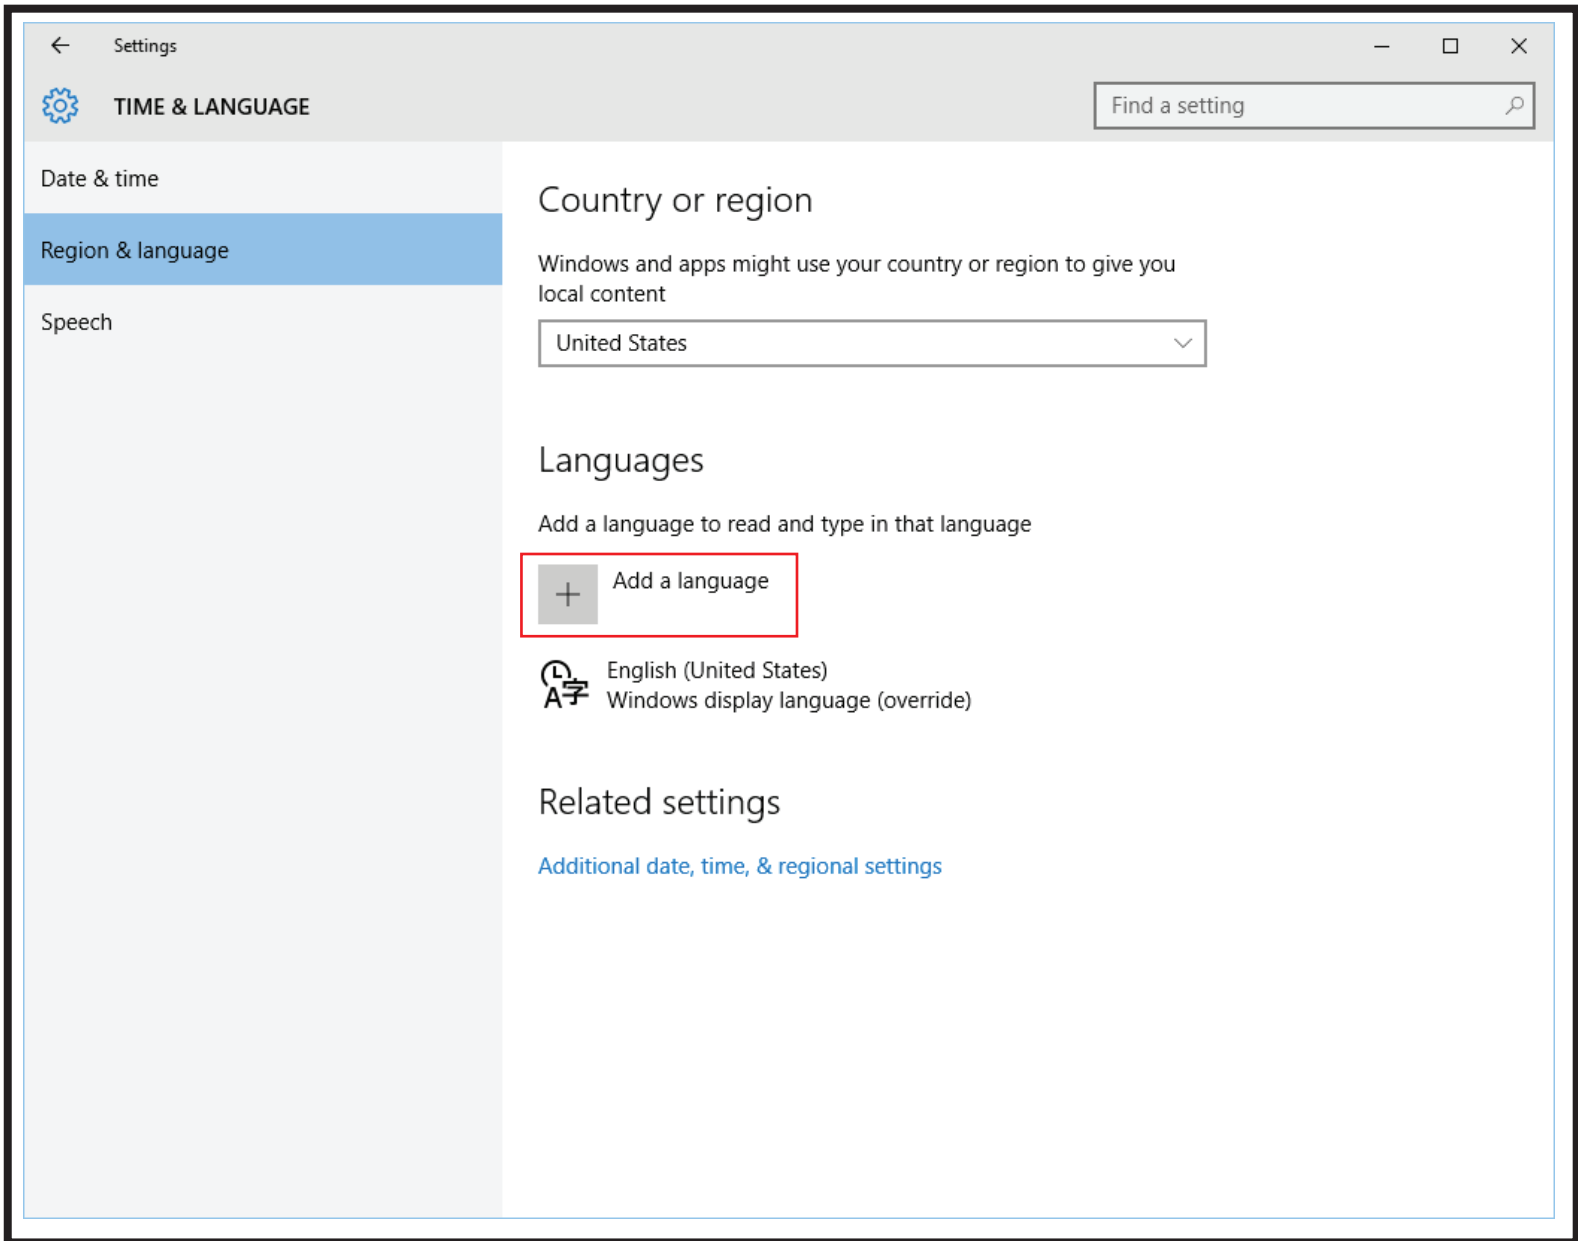 Settings
TIME & LANGUAGE
Find a setting
Date & time
Region & language
Speech
Country or region
Windows and apps might use your country or region to give you
local content
United States
Languages
Add a language to read and type in that language
Add a language
English (United States)
Windows display language (override)
Related settings
Additional date, time, & regional settings